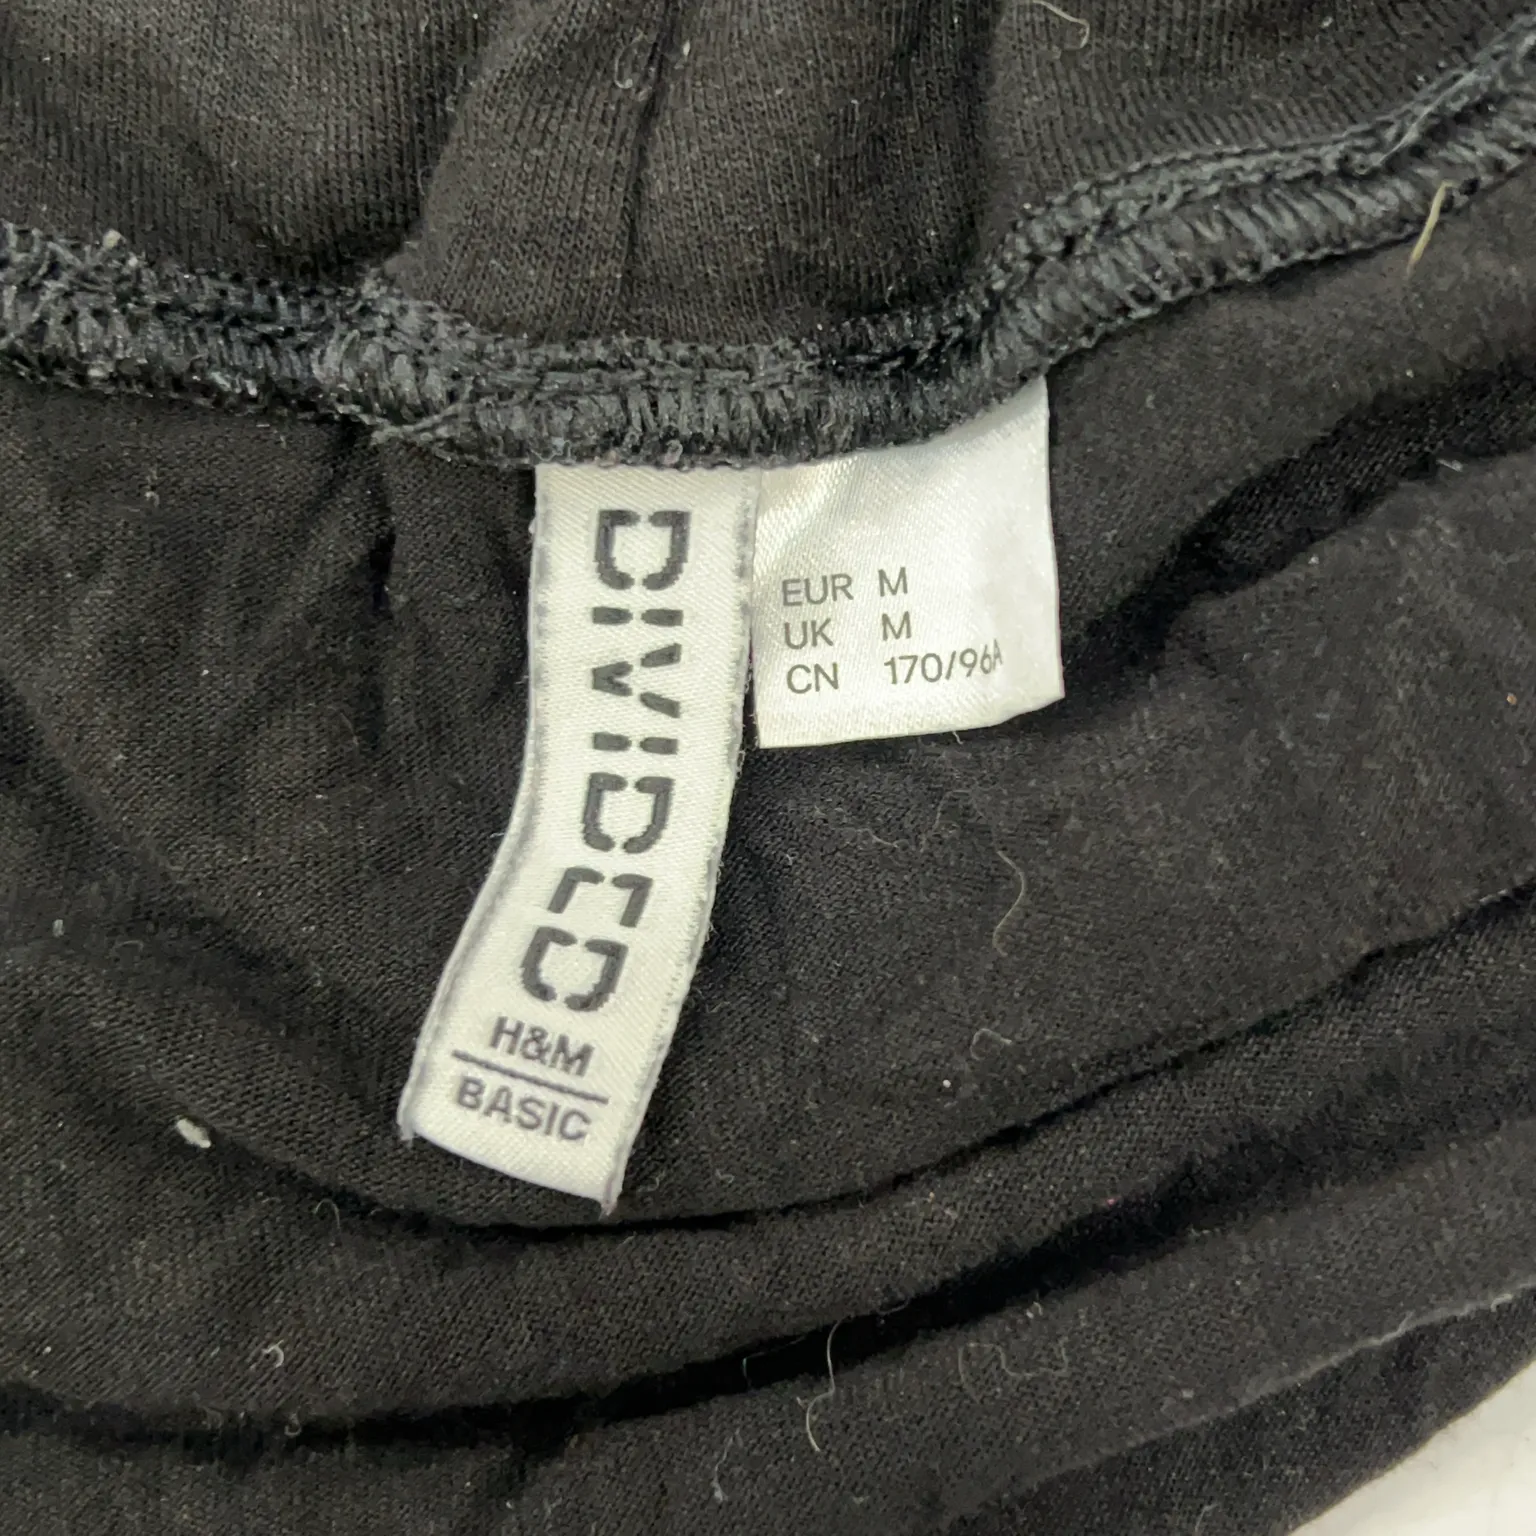 DIVIDED
H&M
BASIC
EUR M
UK M
CN 170/96A